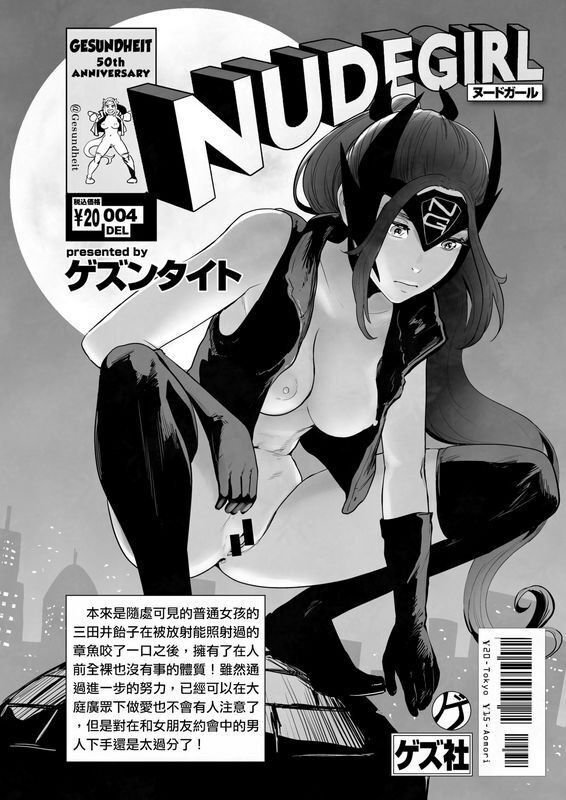 GESUNDHEIT
50th
ANNIVERSARY
@Gesundheit
NUDEGIRL
ヌードガール
税込価格
¥20 004
DEL
presented by
ゲズンタイト
NG
本來是隨處可見的普通女孩的
三田井飴子在被放射能照射過的
章魚咬了一口之後，擁有了在人
前全裸也沒有事的體質！雖然通
過進一步的努力，已經可以在大
庭廣眾下做愛也不會有人注意了
，但是對在和女朋友約會中的男
人下手還是太過分了！
ゲ
ゲズ社
Y20-Tokyo Y15-Aomori